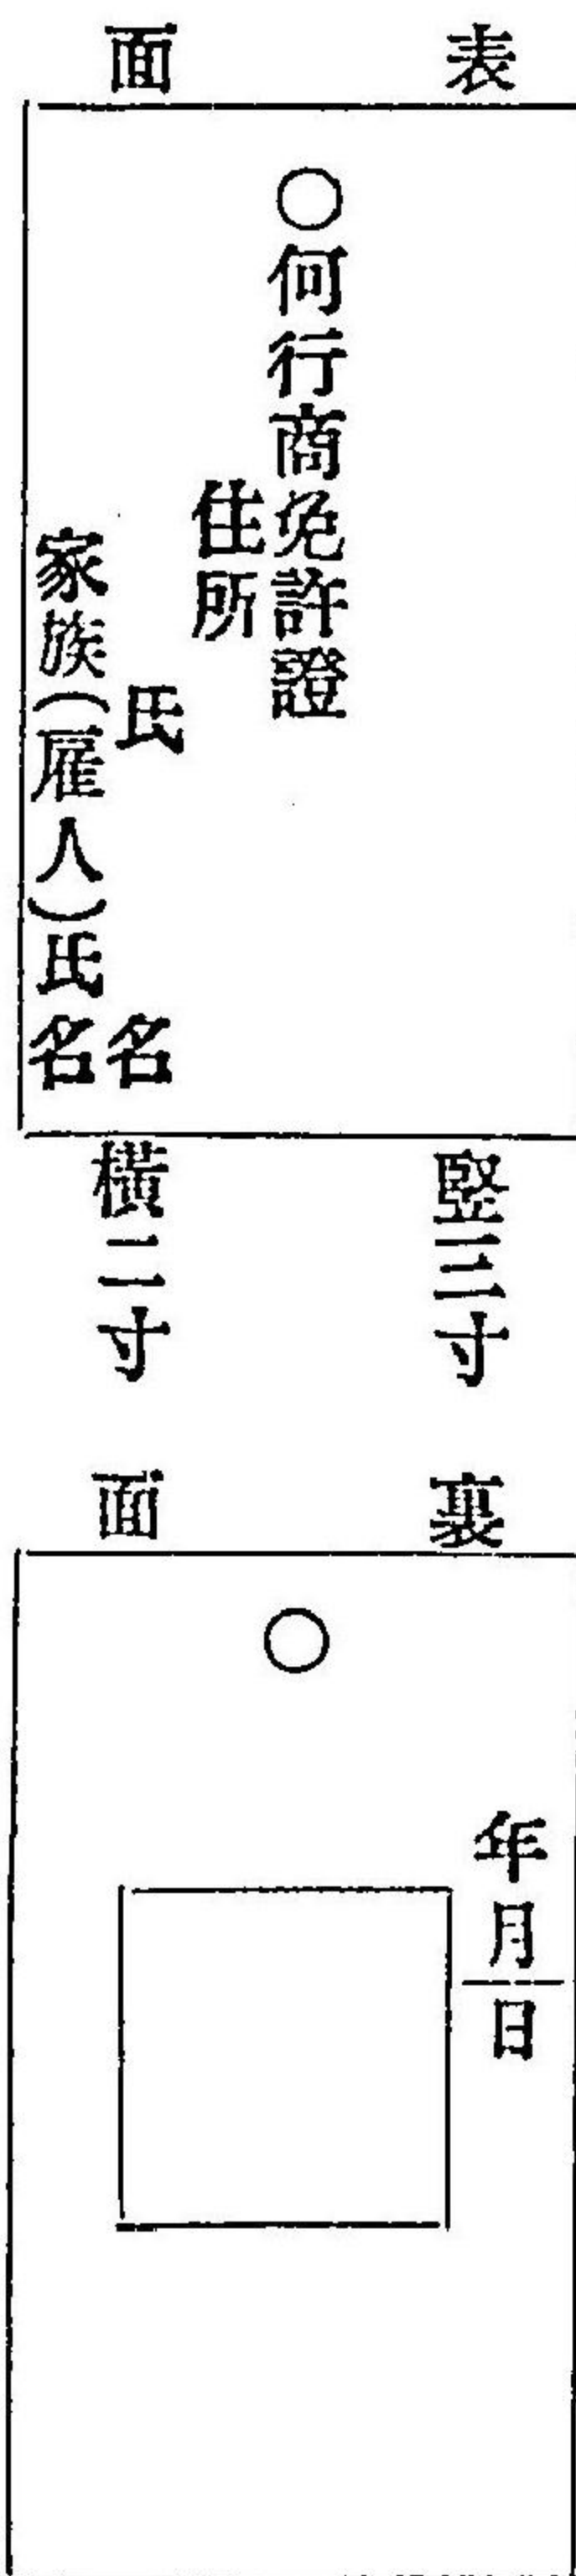 表面
○何行商免許證
住所
氏名
家族(雇人)氏名
竪三寸
横二寸
裏面
○
年月日